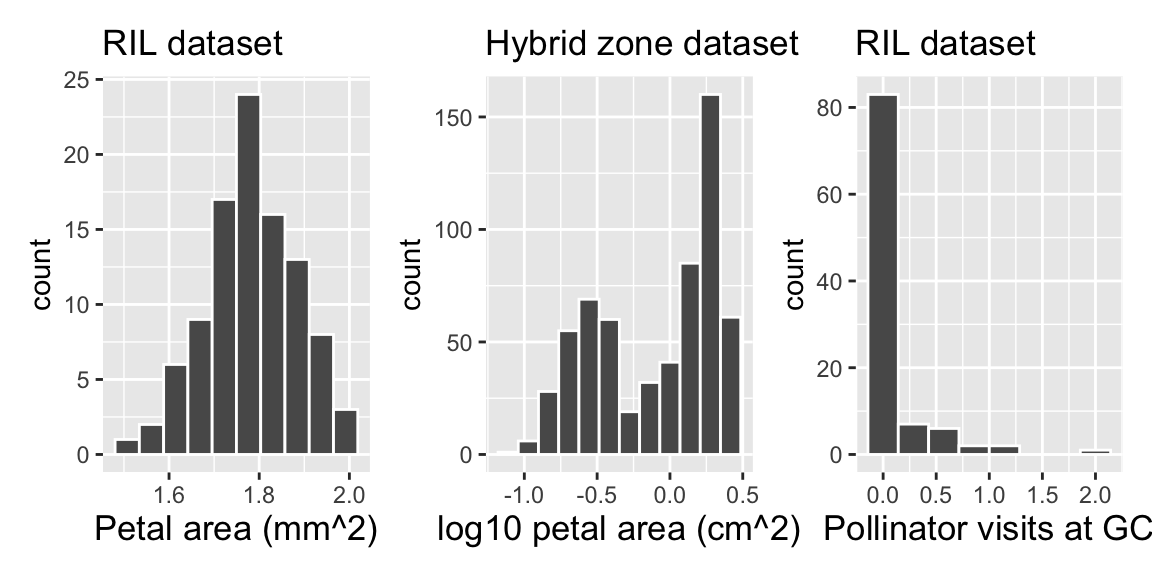 RIL dataset
25
20
15
10
5
0
count
1.6 1.8 2.0
Petal area (mm^2)
Hybrid zone dataset
150
100
50
0
count
-1.0 -0.5 0.0 0.5
log10 petal area (cm^2)
RIL dataset
80
60
40
20
0
count
0.0 0.5 1.0 1.5 2.0
Pollinator visits at GC